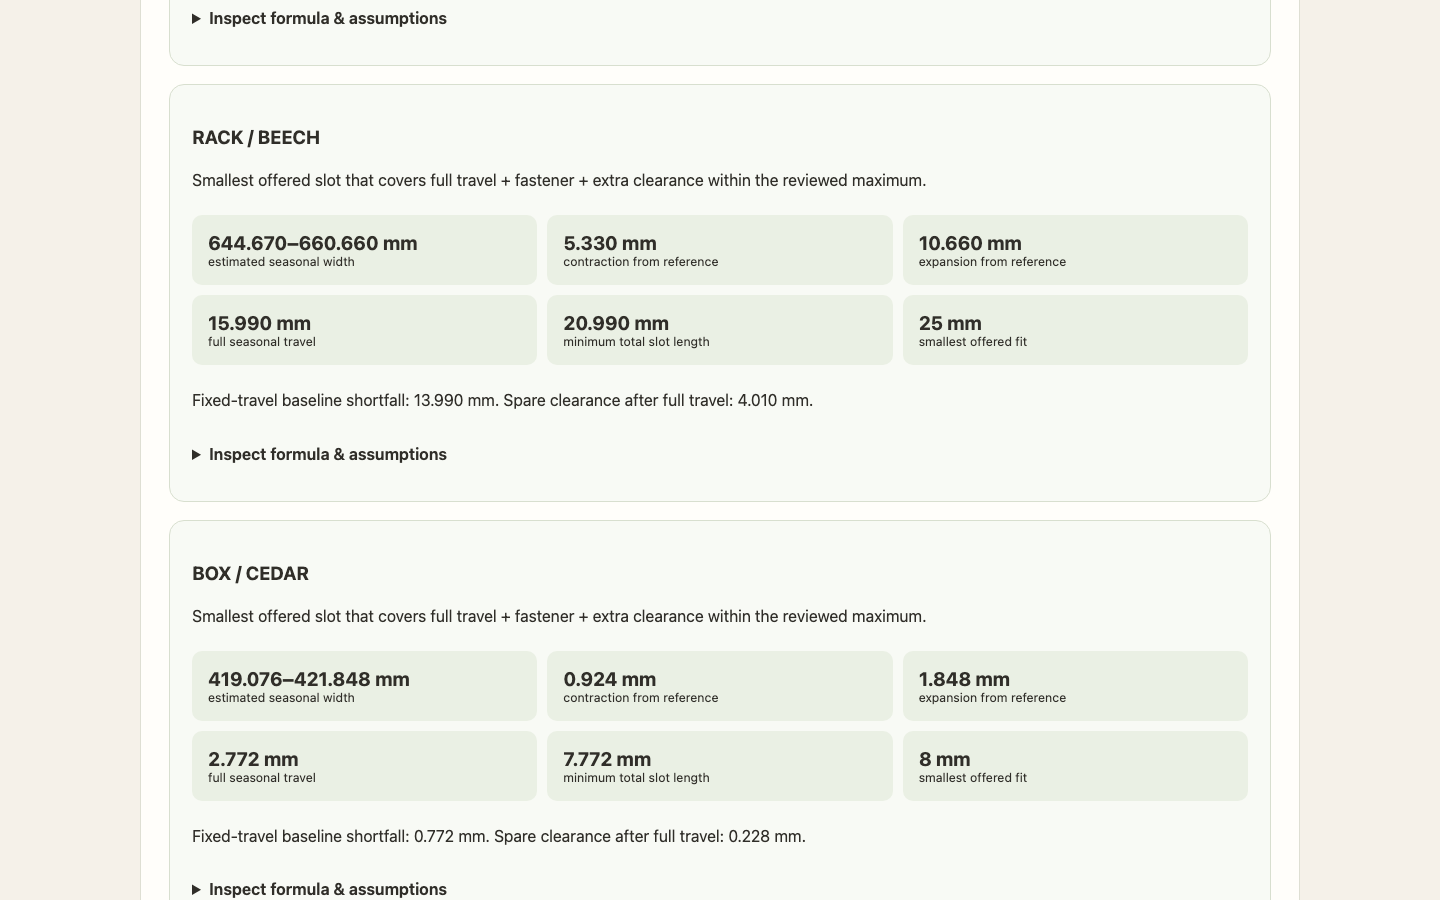 Inspect formula & assumptions
RACK / BEECH
Smallest offered slot that covers full travel + fastener + extra clearance within the reviewed maximum.
644.670–660.660 mm
estimated seasonal width
5.330 mm
contraction from reference
10.660 mm
expansion from reference
15.990 mm
full seasonal travel
20.990 mm
minimum total slot length
25 mm
smallest offered fit
Fixed-travel baseline shortfall: 13.990 mm. Spare clearance after full travel: 4.010 mm.
Inspect formula & assumptions
BOX / CEDAR
Smallest offered slot that covers full travel + fastener + extra clearance within the reviewed maximum.
419.076–421.848 mm
estimated seasonal width
0.924 mm
contraction from reference
1.848 mm
expansion from reference
2.772 mm
full seasonal travel
7.772 mm
minimum total slot length
8 mm
smallest offered fit
Fixed-travel baseline shortfall: 0.772 mm. Spare clearance after full travel: 0.228 mm.
Inspect formula & assumptions